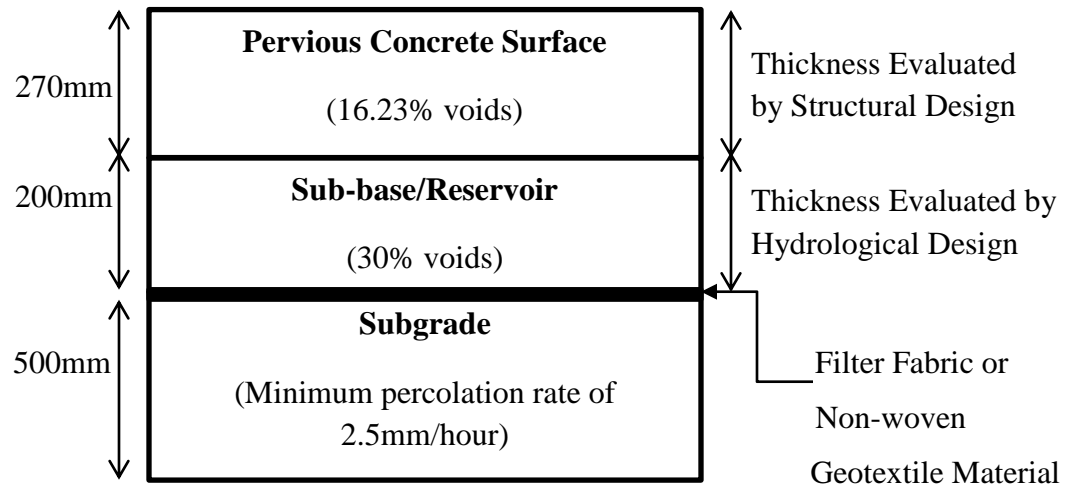 270mm
Pervious Concrete Surface
(16.23% voids)
Thickness Evaluated
by Structural Design
200mm
Sub-base/Reservoir
(30% voids)
Thickness Evaluated by
Hydrological Design
500mm
Subgrade
(Minimum percolation rate of
2.5mm/hour)
Filter Fabric or
Non-woven
Geotextile Material